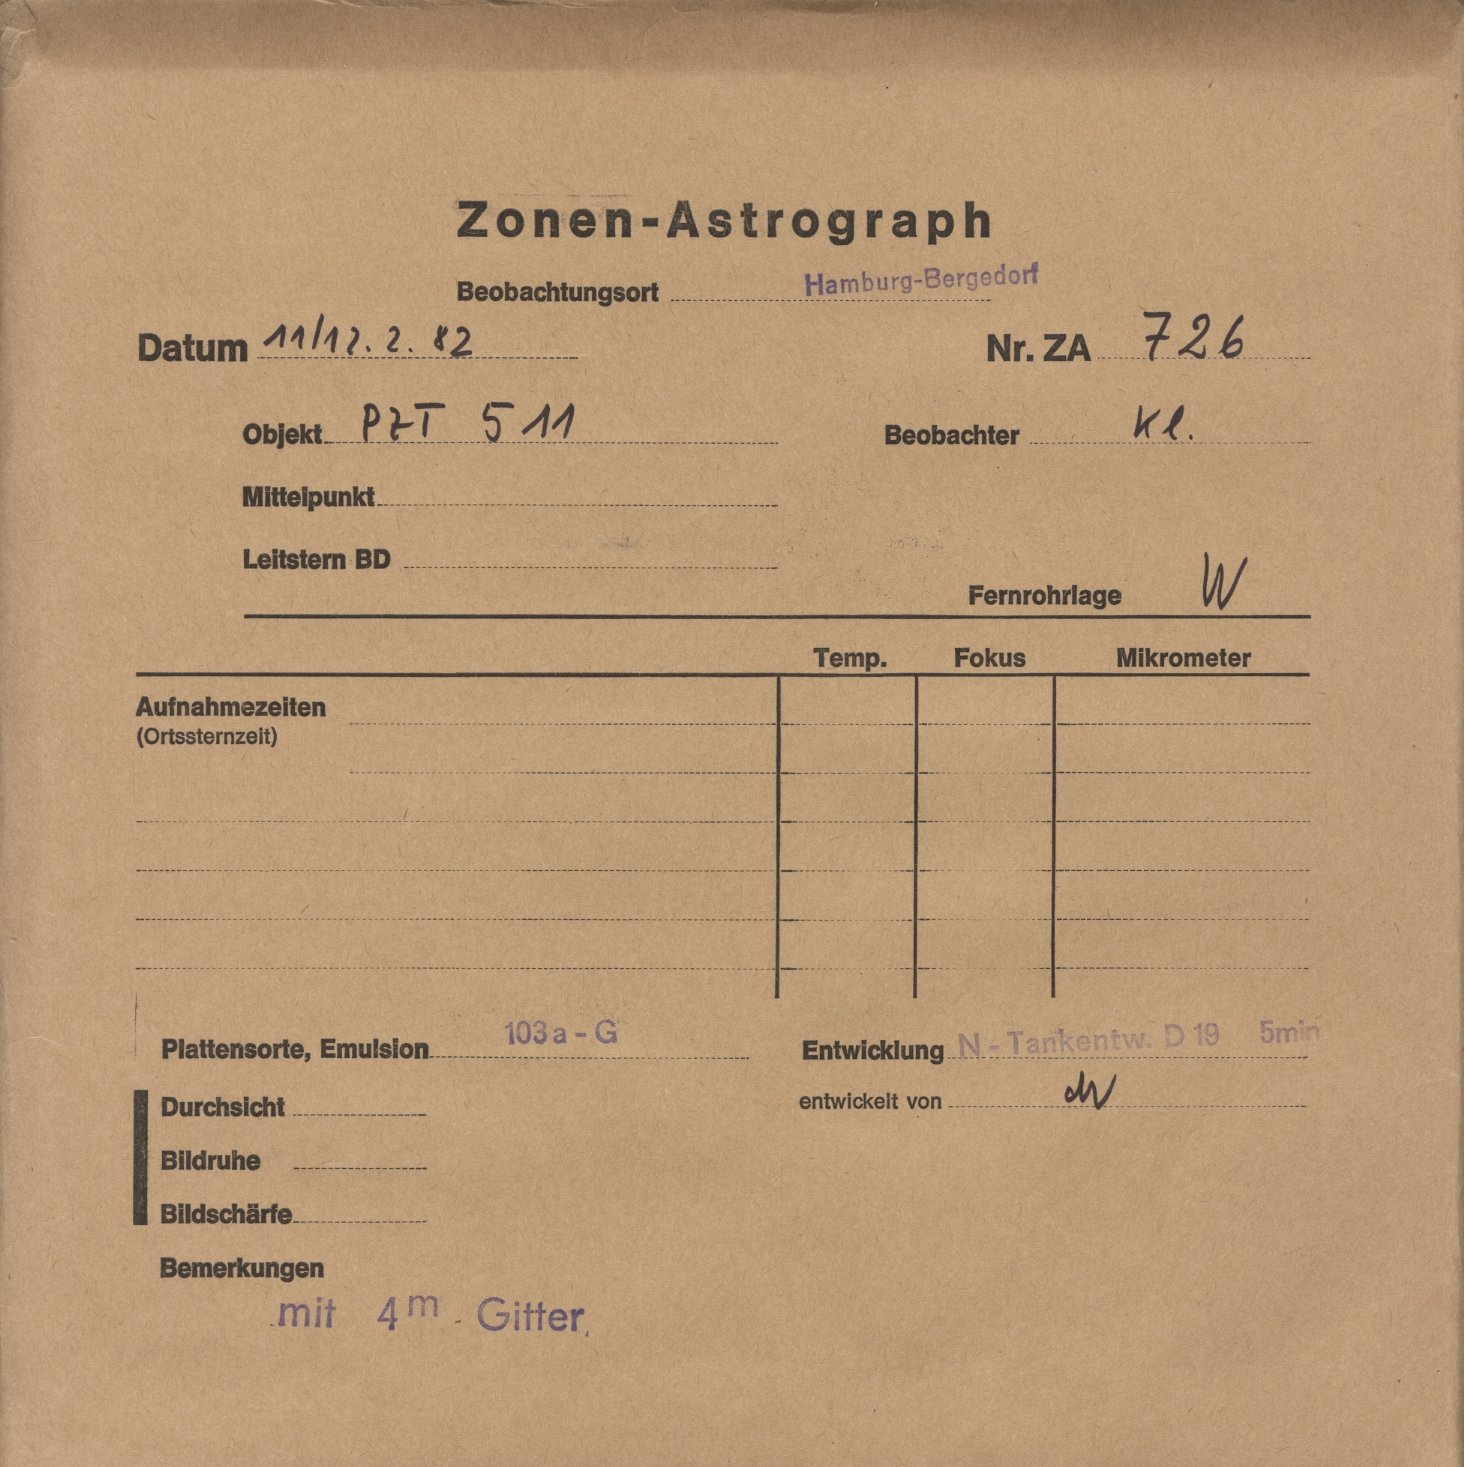 Zonen-Astrograph
Beobachtungsort Hamburg-Bergedorf
Datum 11/12. 2. 82 Nr. ZA 726
Objekt PZT 511 Beobachter Kl.
Mittelpunkt
Leitstern BD
Fernrohrlage W
Temp. Fokus Mikrometer
Aufnahmezeiten
(Ortssternzeit)
Plattensorte, Emulsion 103a-G Entwicklung N-Tankentw. D 19 5min
Durchsicht entwickelt von
Bildruhe
Bildschärfe
Bemerkungen
mit 4m - Gitter